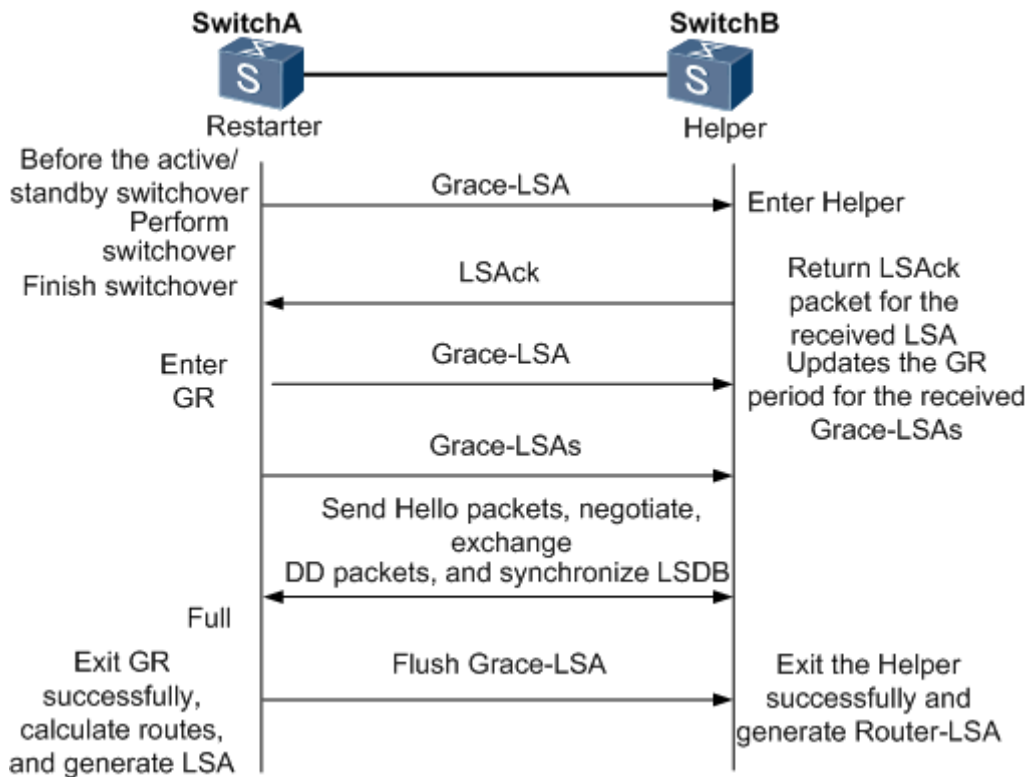 SwitchA
SwitchB
S
S
Restarter
Helper
Before the active/
standby switchover
Grace-LSA
Enter Helper
Perform
switchover
Finish switchover
LSAck
Return LSAck
packet for the
received LSA
Enter
GR
Grace-LSA
Updates the GR
period for the received
Grace-LSAs
Grace-LSAs
Send Hello packets, negotiate,
exchange
DD packets, and synchronize LSDB
Full
Exit GR
successfully,
calculate routes,
and generate LSA
Flush Grace-LSA
Exit the Helper
successfully and
generate Router-LSA